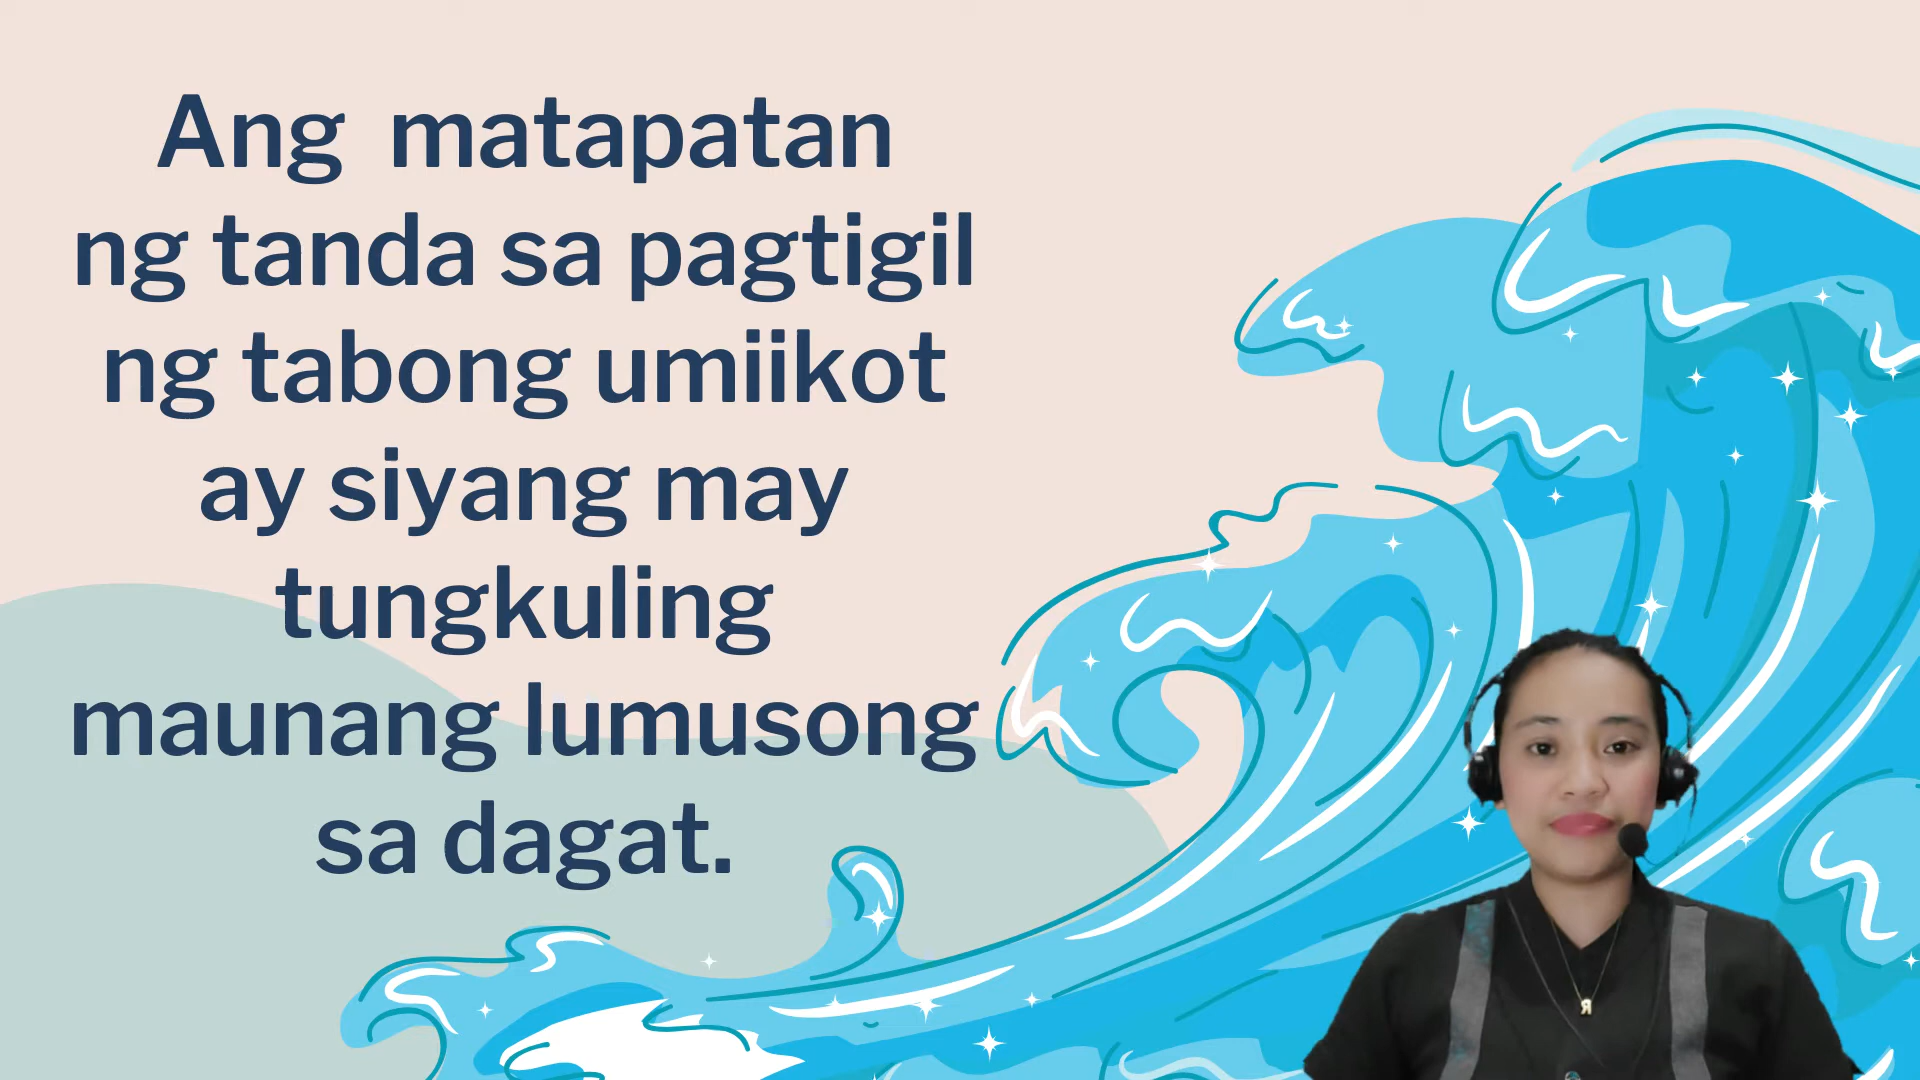 Ang matapatan
ng tanda sa pagtigil
ng tabong umiikot
ay siyang may
tungkuling
maunang lumusong
sa dagat.